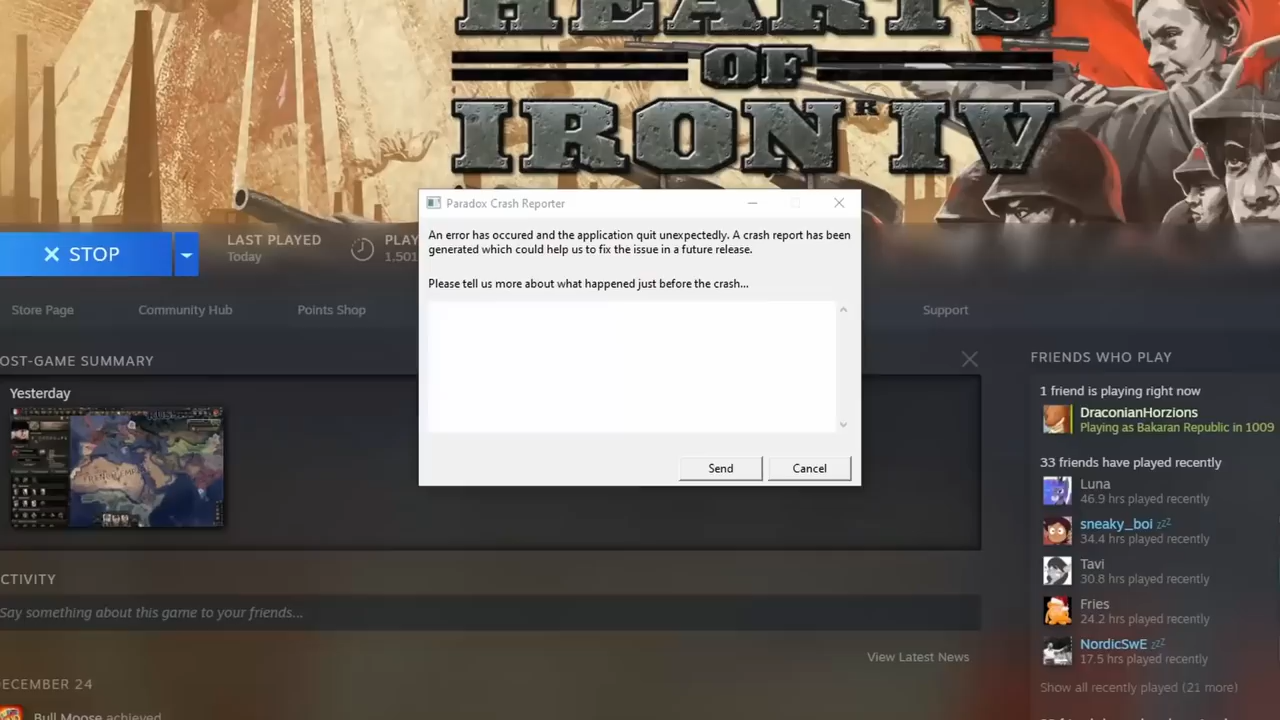 HEARTS
OF
IRON IV
Paradox Crash Reporter
An error has occured and the application quit unexpectedly. A crash report has been
generated which could help us to fix the issue in a future release.
Please tell us more about what happened just before the crash...
Send
Cancel
STOP
LAST PLAYED
Today
PLAY
1,501
Store Page
Community Hub
Points Shop
Support
OST-GAME SUMMARY
Yesterday
CTIVITY
Say something about this game to your friends...
View Latest News
ECEMBER 24
Bull Moose achieved
FRIENDS WHO PLAY
1 friend is playing right now
DraconianHorzions
Playing as Bakaran Republic in 1009
33 friends have played recently
Luna
46.9 hrs played recently
sneaky_boi zzZ
34.4 hrs played recently
Tavi
30.8 hrs played recently
Fries
24.2 hrs played recently
NordicSwE zzZ
17.5 hrs played recently
Show all recently played (21 more)